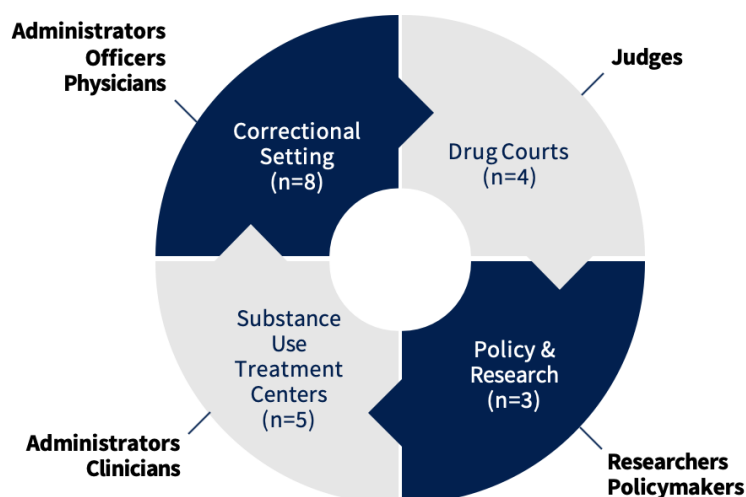 Administrators
Officers
Physicians
Judges
Correctional
Setting
(n=8)
Drug Courts
(n=4)
Substance
Use
Treatment
Centers
(n=5)
Policy &
Research
(n=3)
Administrators
Clinicians
Researchers
Policymakers